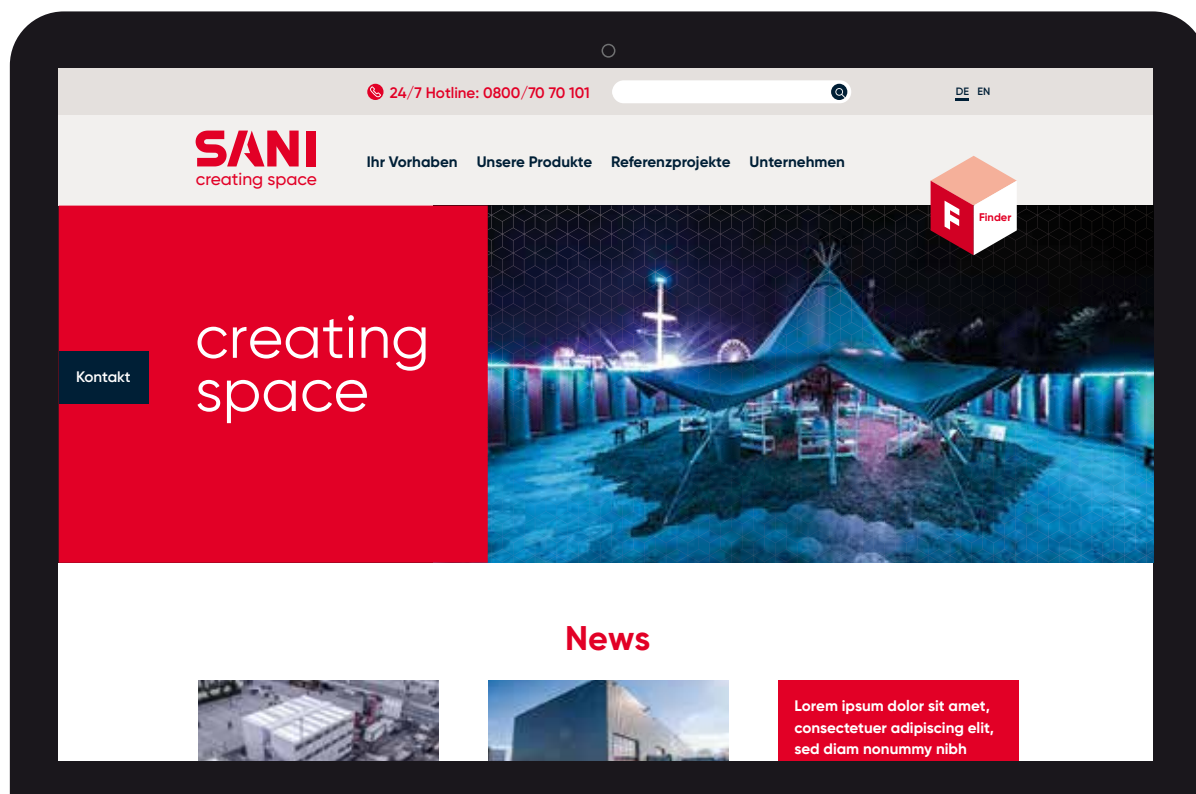 24/7 Hotline: 0800/70 70 101
DE EN
SANI
creating space
Ihr Vorhaben Unsere Produkte Referenzprojekte Unternehmen
F
Finder
creating
space
Kontakt
News
Lorem ipsum dolor sit amet,
consectetuer adipiscing elit,
sed diam nonummy nibh